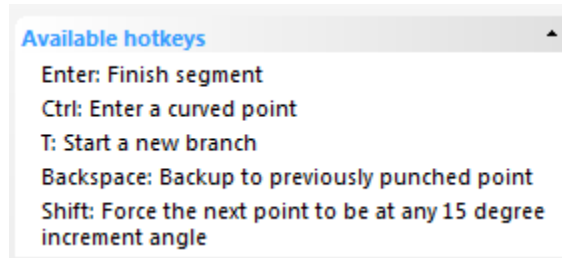 Available hotkeys
Enter: Finish segment
Ctrl: Enter a curved point
T: Start a new branch
Backspace: Backup to previously punched point
Shift: Force the next point to be at any 15 degree
increment angle